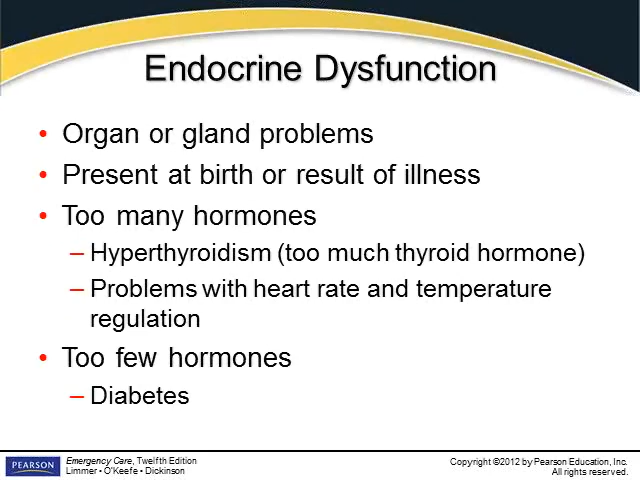 Endocrine Dysfunction
• Organ or gland problems
• Present at birth or result of illness
• Too many hormones
– Hyperthyroidism (too much thyroid hormone)
– Problems with heart rate and temperature
regulation
• Too few hormones
– Diabetes
PEARSON
Emergency Care, Twelfth Edition
Limmer • O'Keefe • Dickinson
Copyright ©2012 by Pearson Education, Inc.
All rights reserved.